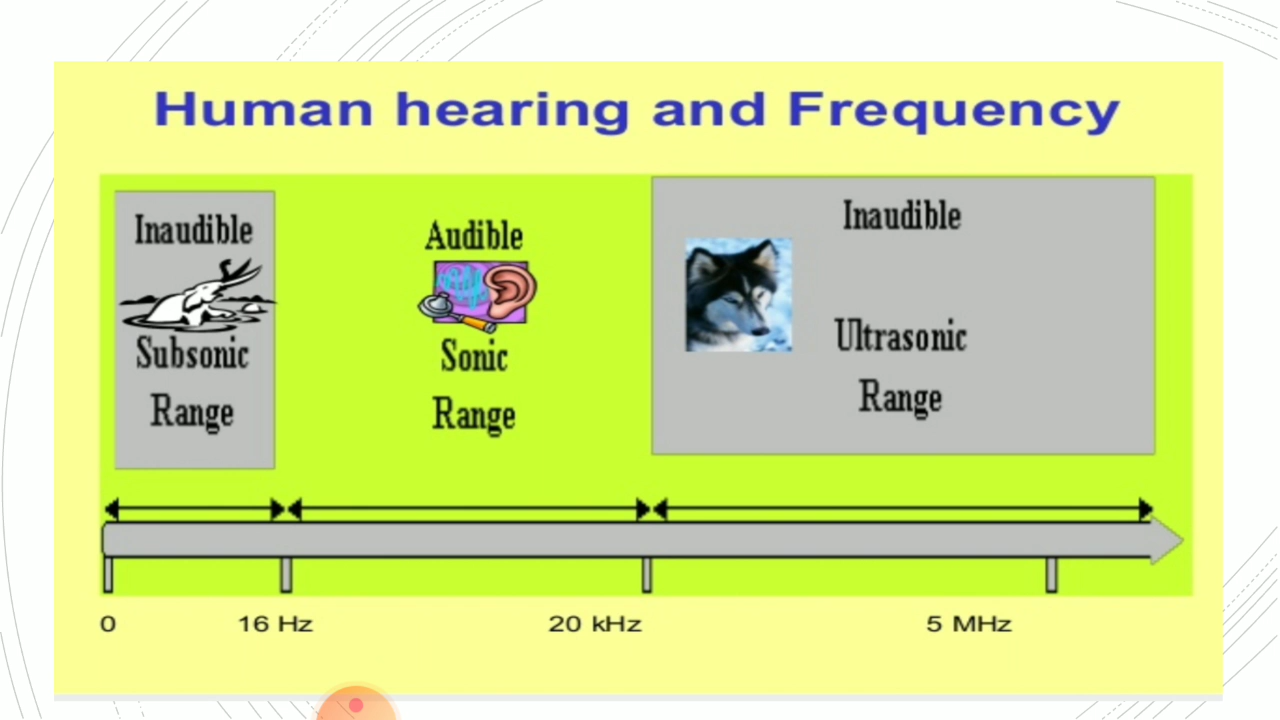 Human hearing and Frequency
Inaudible
Subsonic
Range
Audible
Sonic
Range
Inaudible
Ultrasonic
Range
0
16 Hz
20 kHz
5 MHz